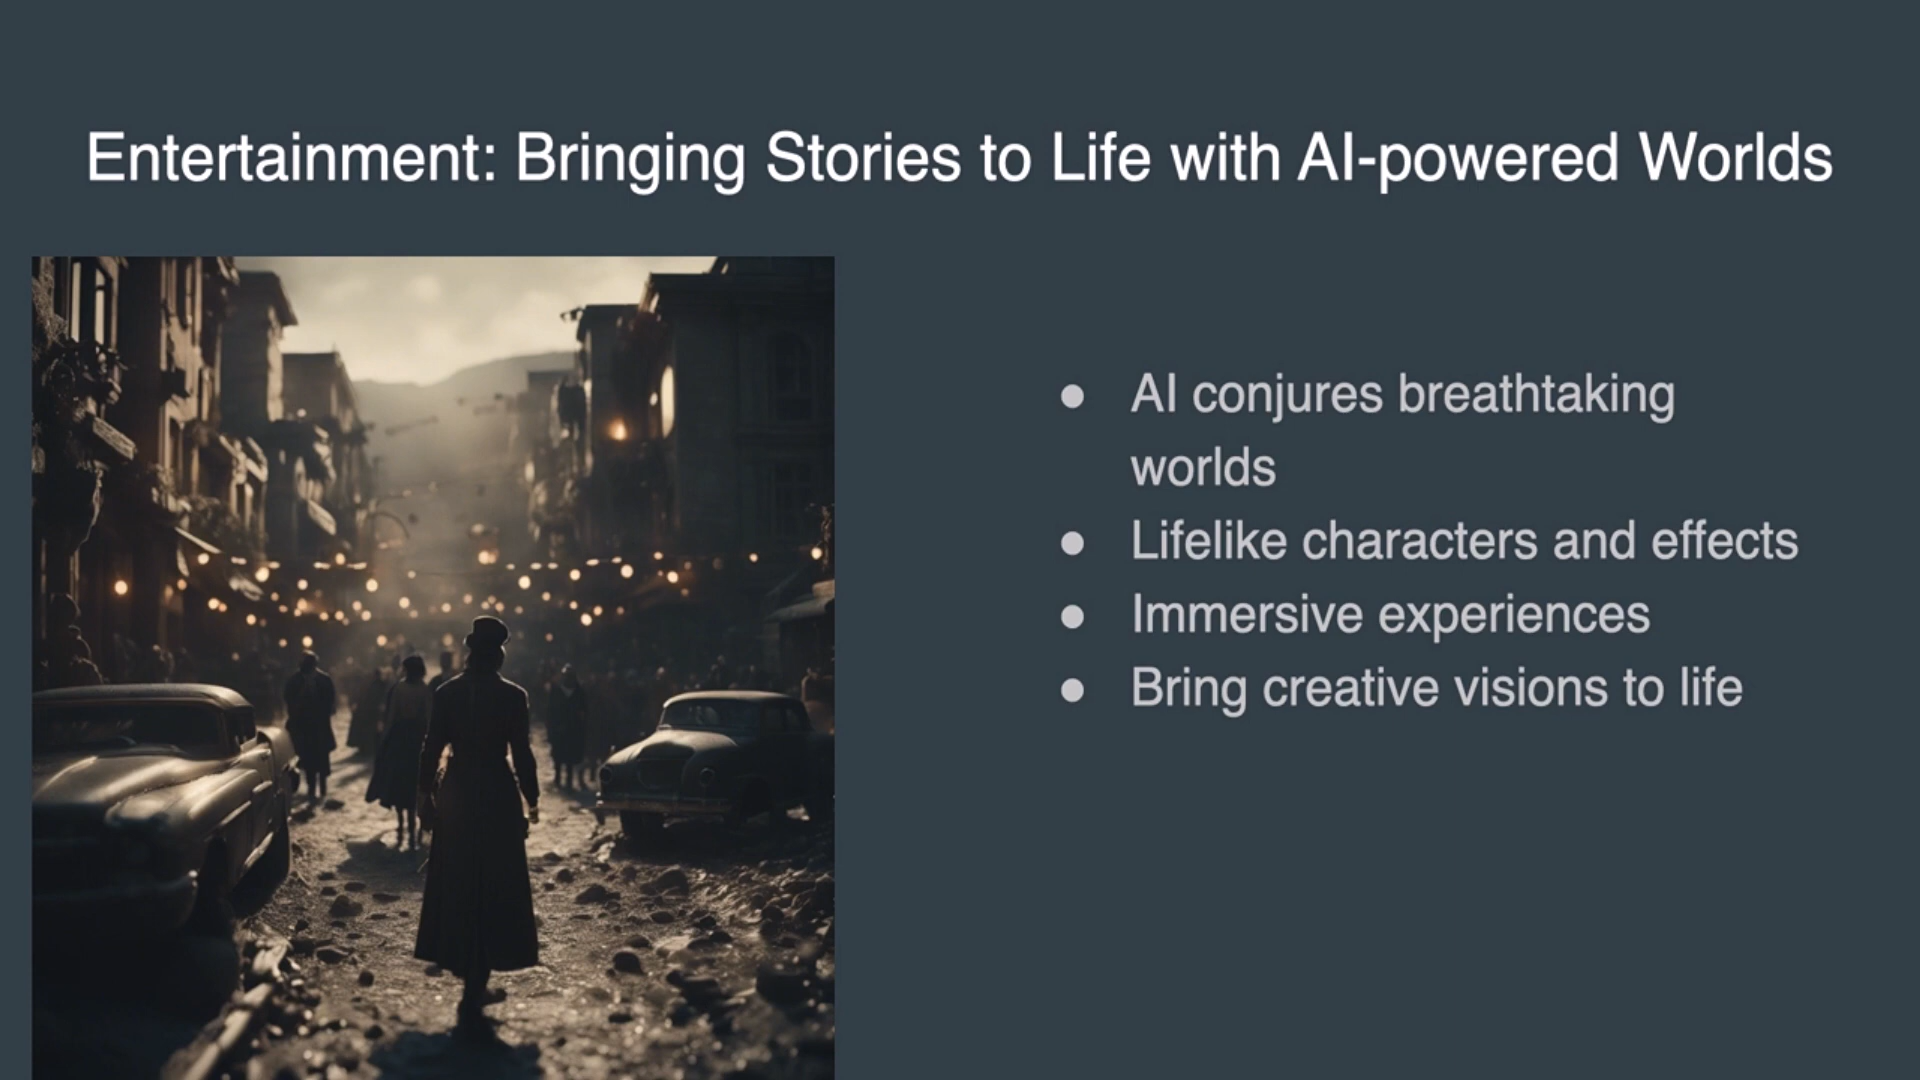 Entertainment: Bringing Stories to Life with AI-powered Worlds
● AI conjures breathtaking
worlds
● Lifelike characters and effects
● Immersive experiences
● Bring creative visions to life